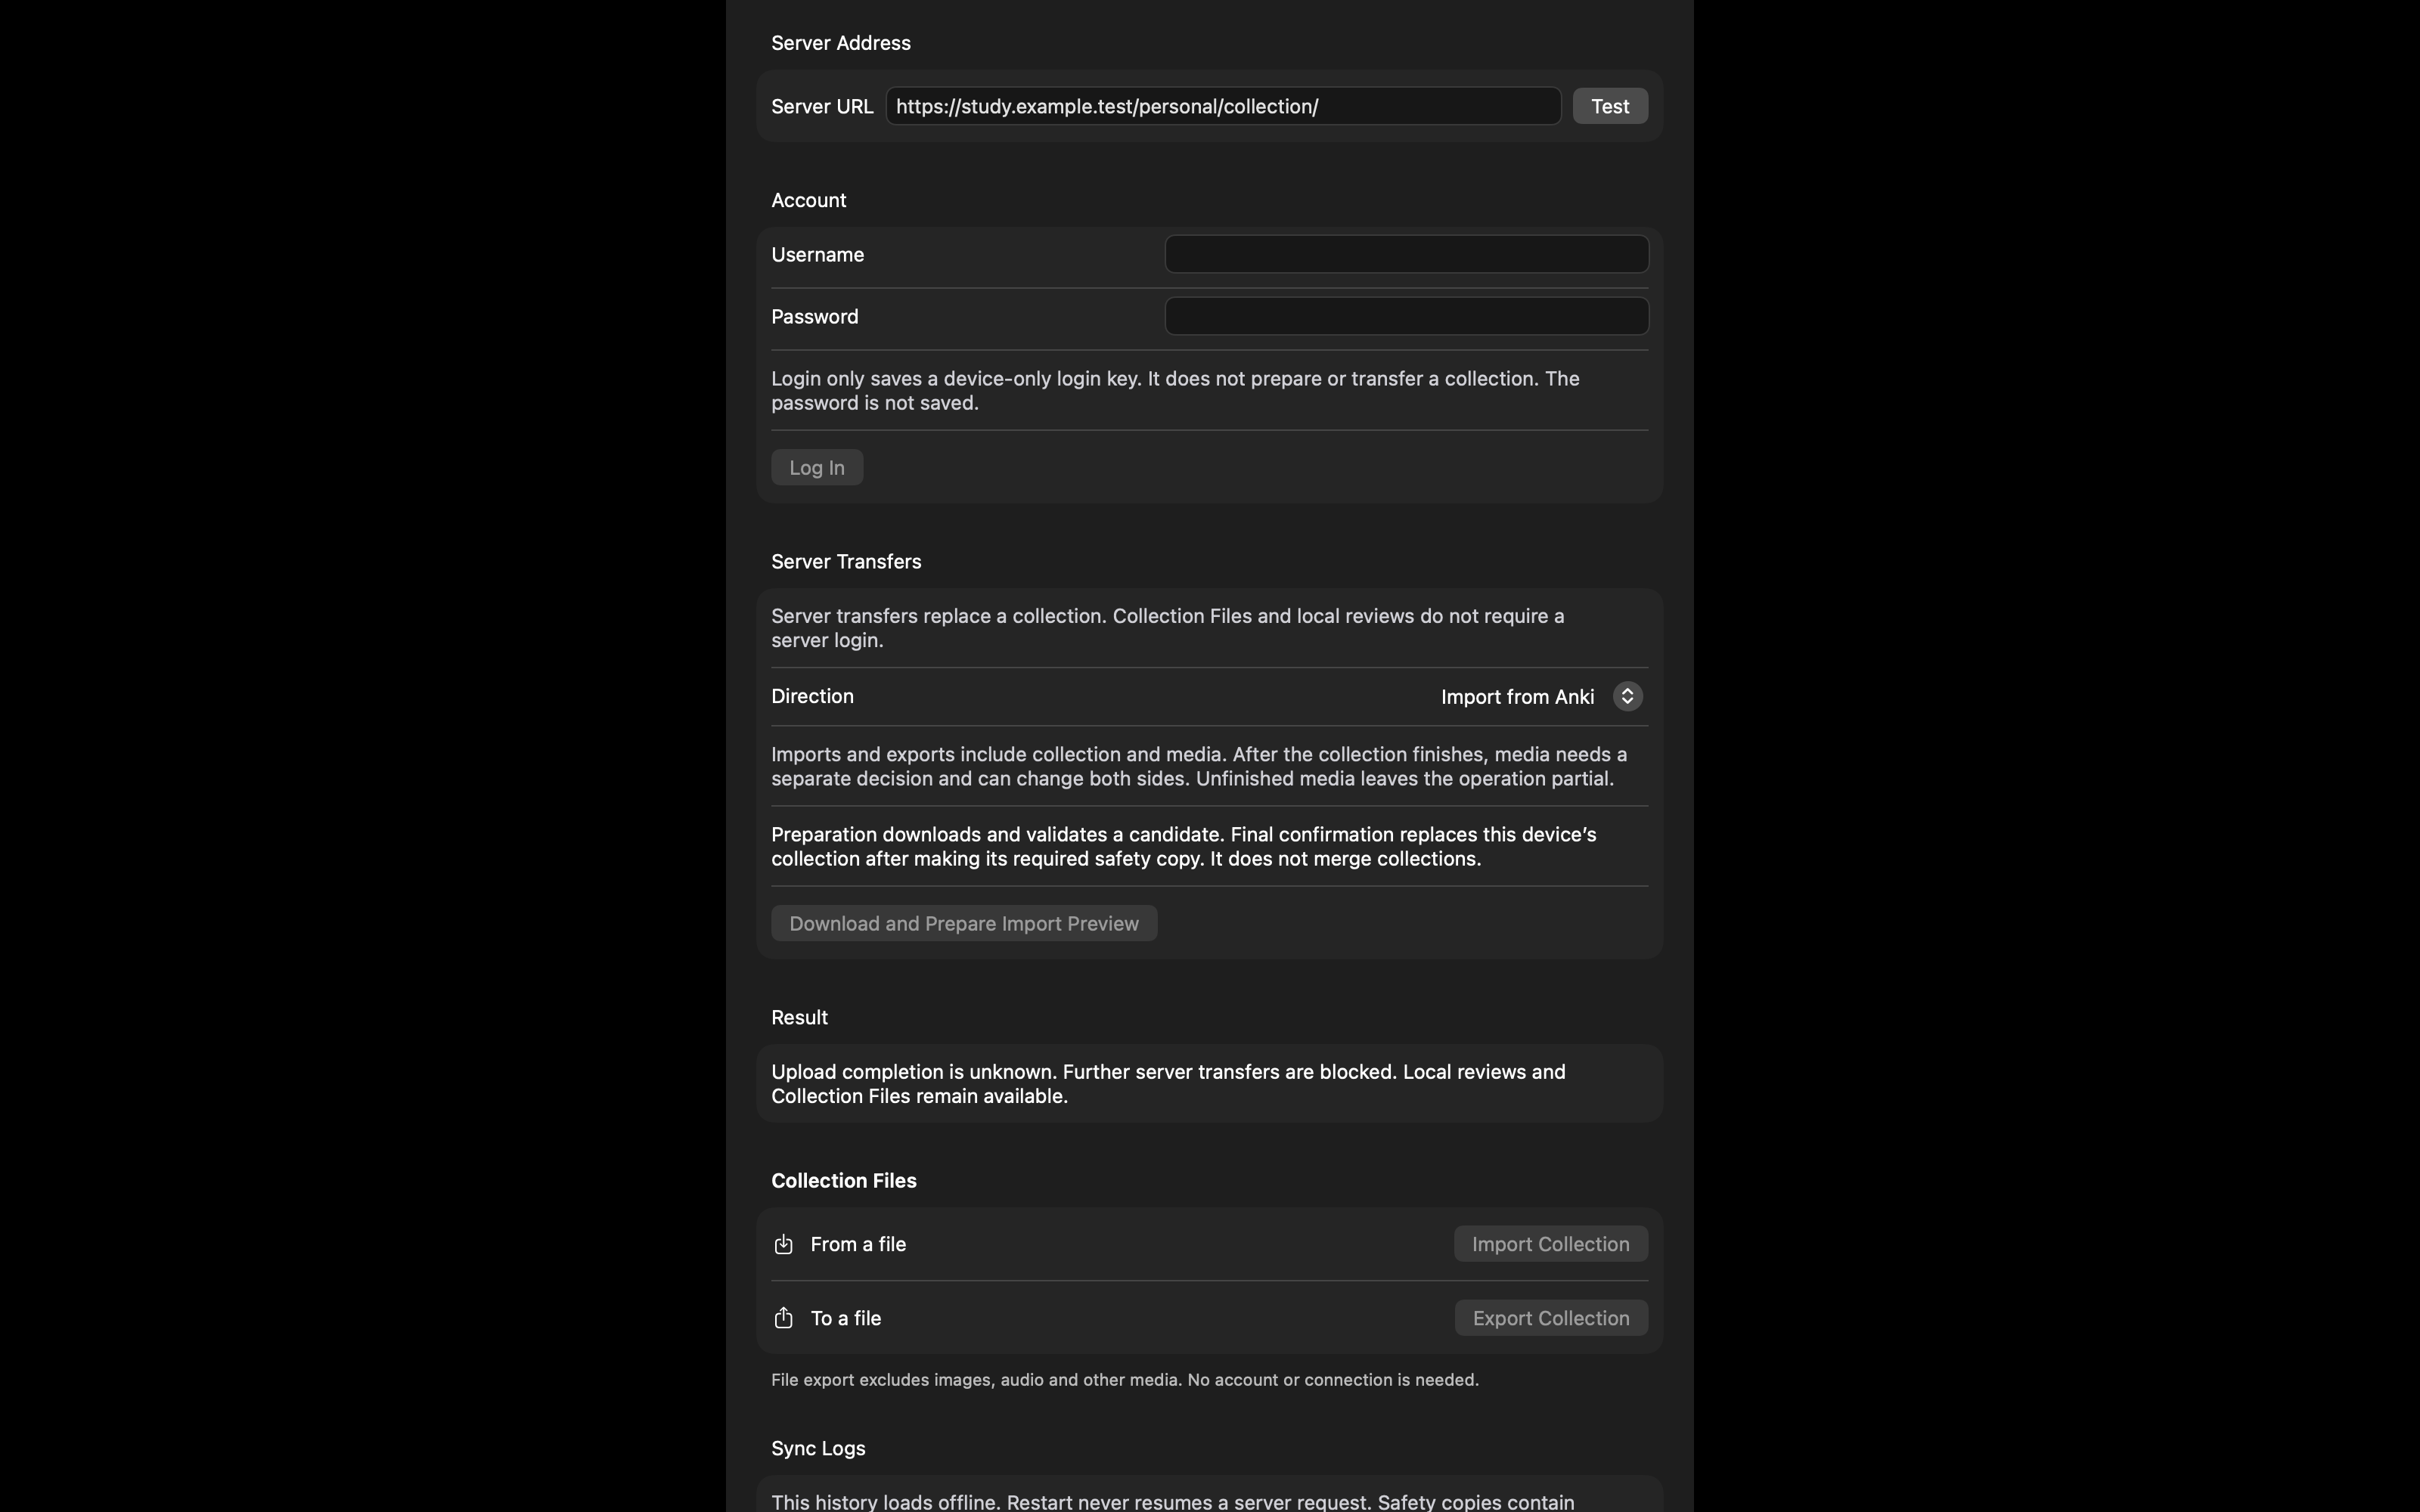 Server Address
Server URL https://study.example.test/personal/collection/ Test
Account
Username
Password
Login only saves a device-only login key. It does not prepare or transfer a collection. The
password is not saved.
Log In
Server Transfers
Server transfers replace a collection. Collection Files and local reviews do not require a
server login.
Direction Import from Anki
Imports and exports include collection and media. After the collection finishes, media needs a
separate decision and can change both sides. Unfinished media leaves the operation partial.
Preparation downloads and validates a candidate. Final confirmation replaces this device’s
collection after making its required safety copy. It does not merge collections.
Download and Prepare Import Preview
Result
Upload completion is unknown. Further server transfers are blocked. Local reviews and
Collection Files remain available.
Collection Files
From a file Import Collection
To a file Export Collection
File export excludes images, audio and other media. No account or connection is needed.
Sync Logs
This history loads offline. Restart never resumes a server request. Safety copies contain